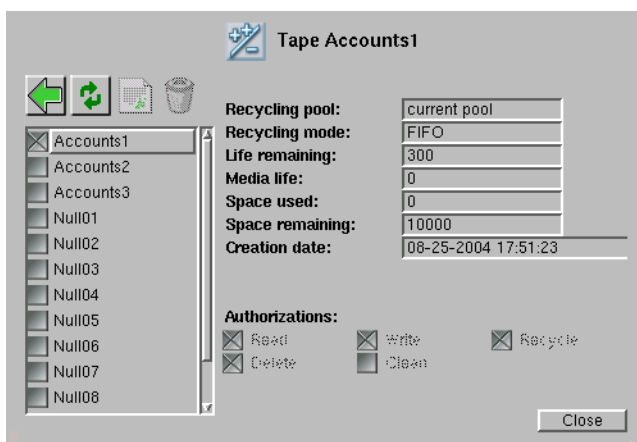 Tape Accounts1
Accounts1
Accounts2
Accounts3
Null01
Null02
Null03
Null04
Null05
Null06
Null07
Null08
Recycling pool: current pool
Recycling mode: FIFO
Life remaining: 300
Media life: 0
Space used: 0
Space remaining: 10000
Creation date: 08-25-2004 17:51:23
Authorizations:
Read Write Recycle
Delete Clean
Close